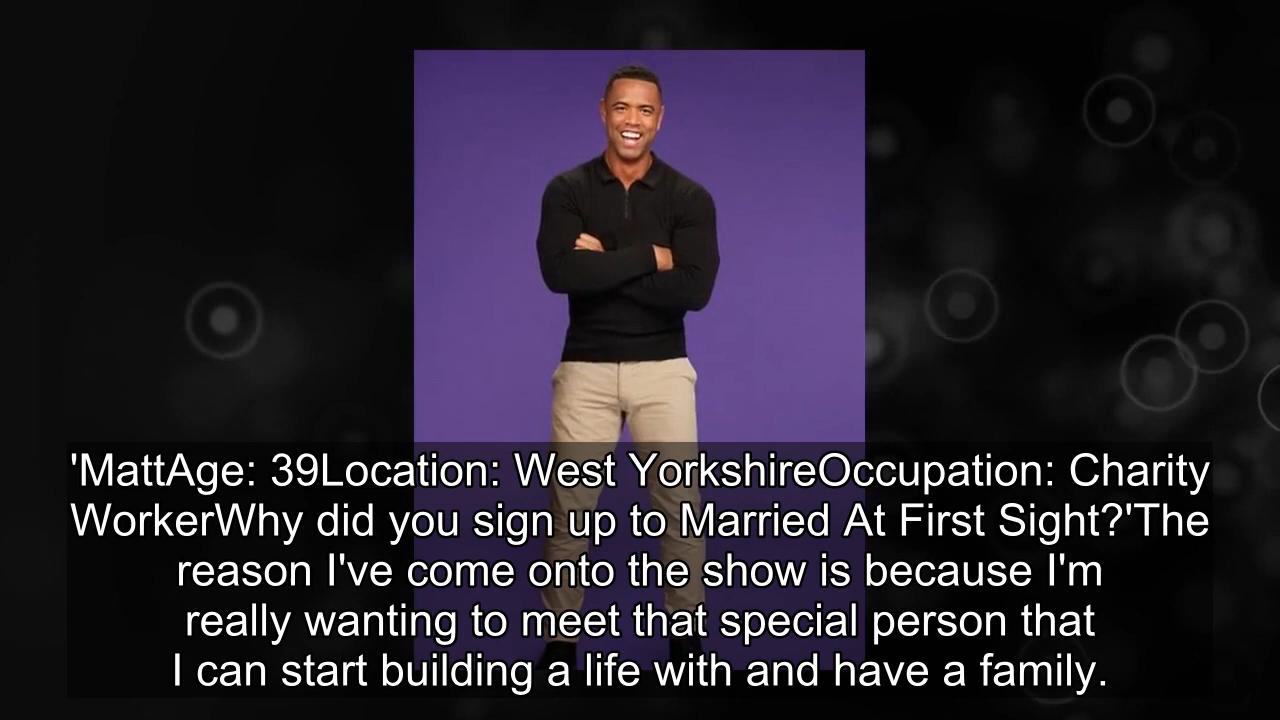 'MattAge: 39Location: West YorkshireOccupation: Charity
WorkerWhy did you sign up to Married At First Sight?'The
reason I've come onto the show is because I'm
really wanting to meet that special person that
I can start building a life with and have a family.